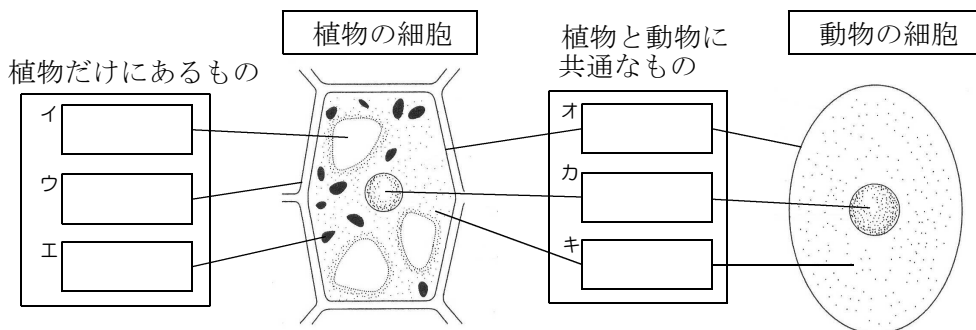 植物の細胞
植物と動物に
共通なもの
動物の細胞
植物だけにあるもの
イ
ウ
エ
オ
カ
キ